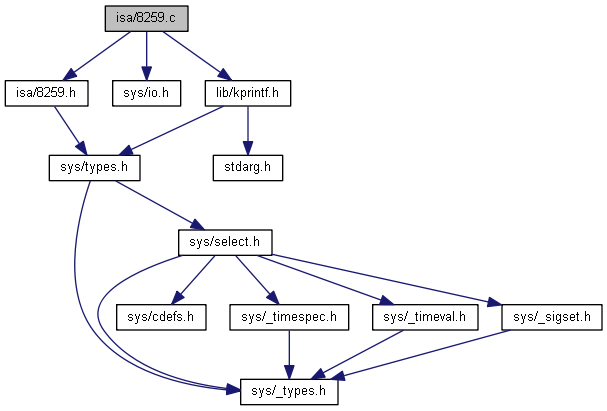 isa/8259.c
isa/8259.h
sys/io.h
lib/kprintf.h
sys/types.h
stdarg.h
sys/select.h
sys/cdefs.h
sys/_timespec.h
sys/_timeval.h
sys/_sigset.h
sys/_types.h